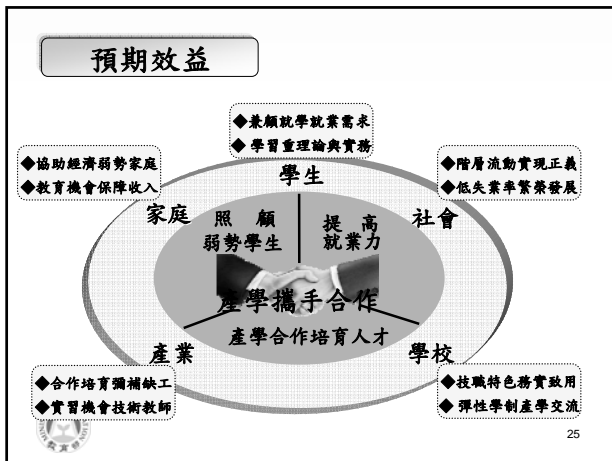 預期效益
◆兼顧就學就業需求
◆學習重理論與實務
◆協助經濟弱勢家庭
◆教育機會保障收入
◆階層流動實現正義
◆低失業率繁榮發展
學生
家庭
社會
照 顧
弱勢學生
提 高
就業力
產學攜手合作
產學合作培育人才
產業
學校
◆合作培育彌補缺工
◆實習機會技術教師
◆技職特色務實致用
◆彈性學制產學交流
25